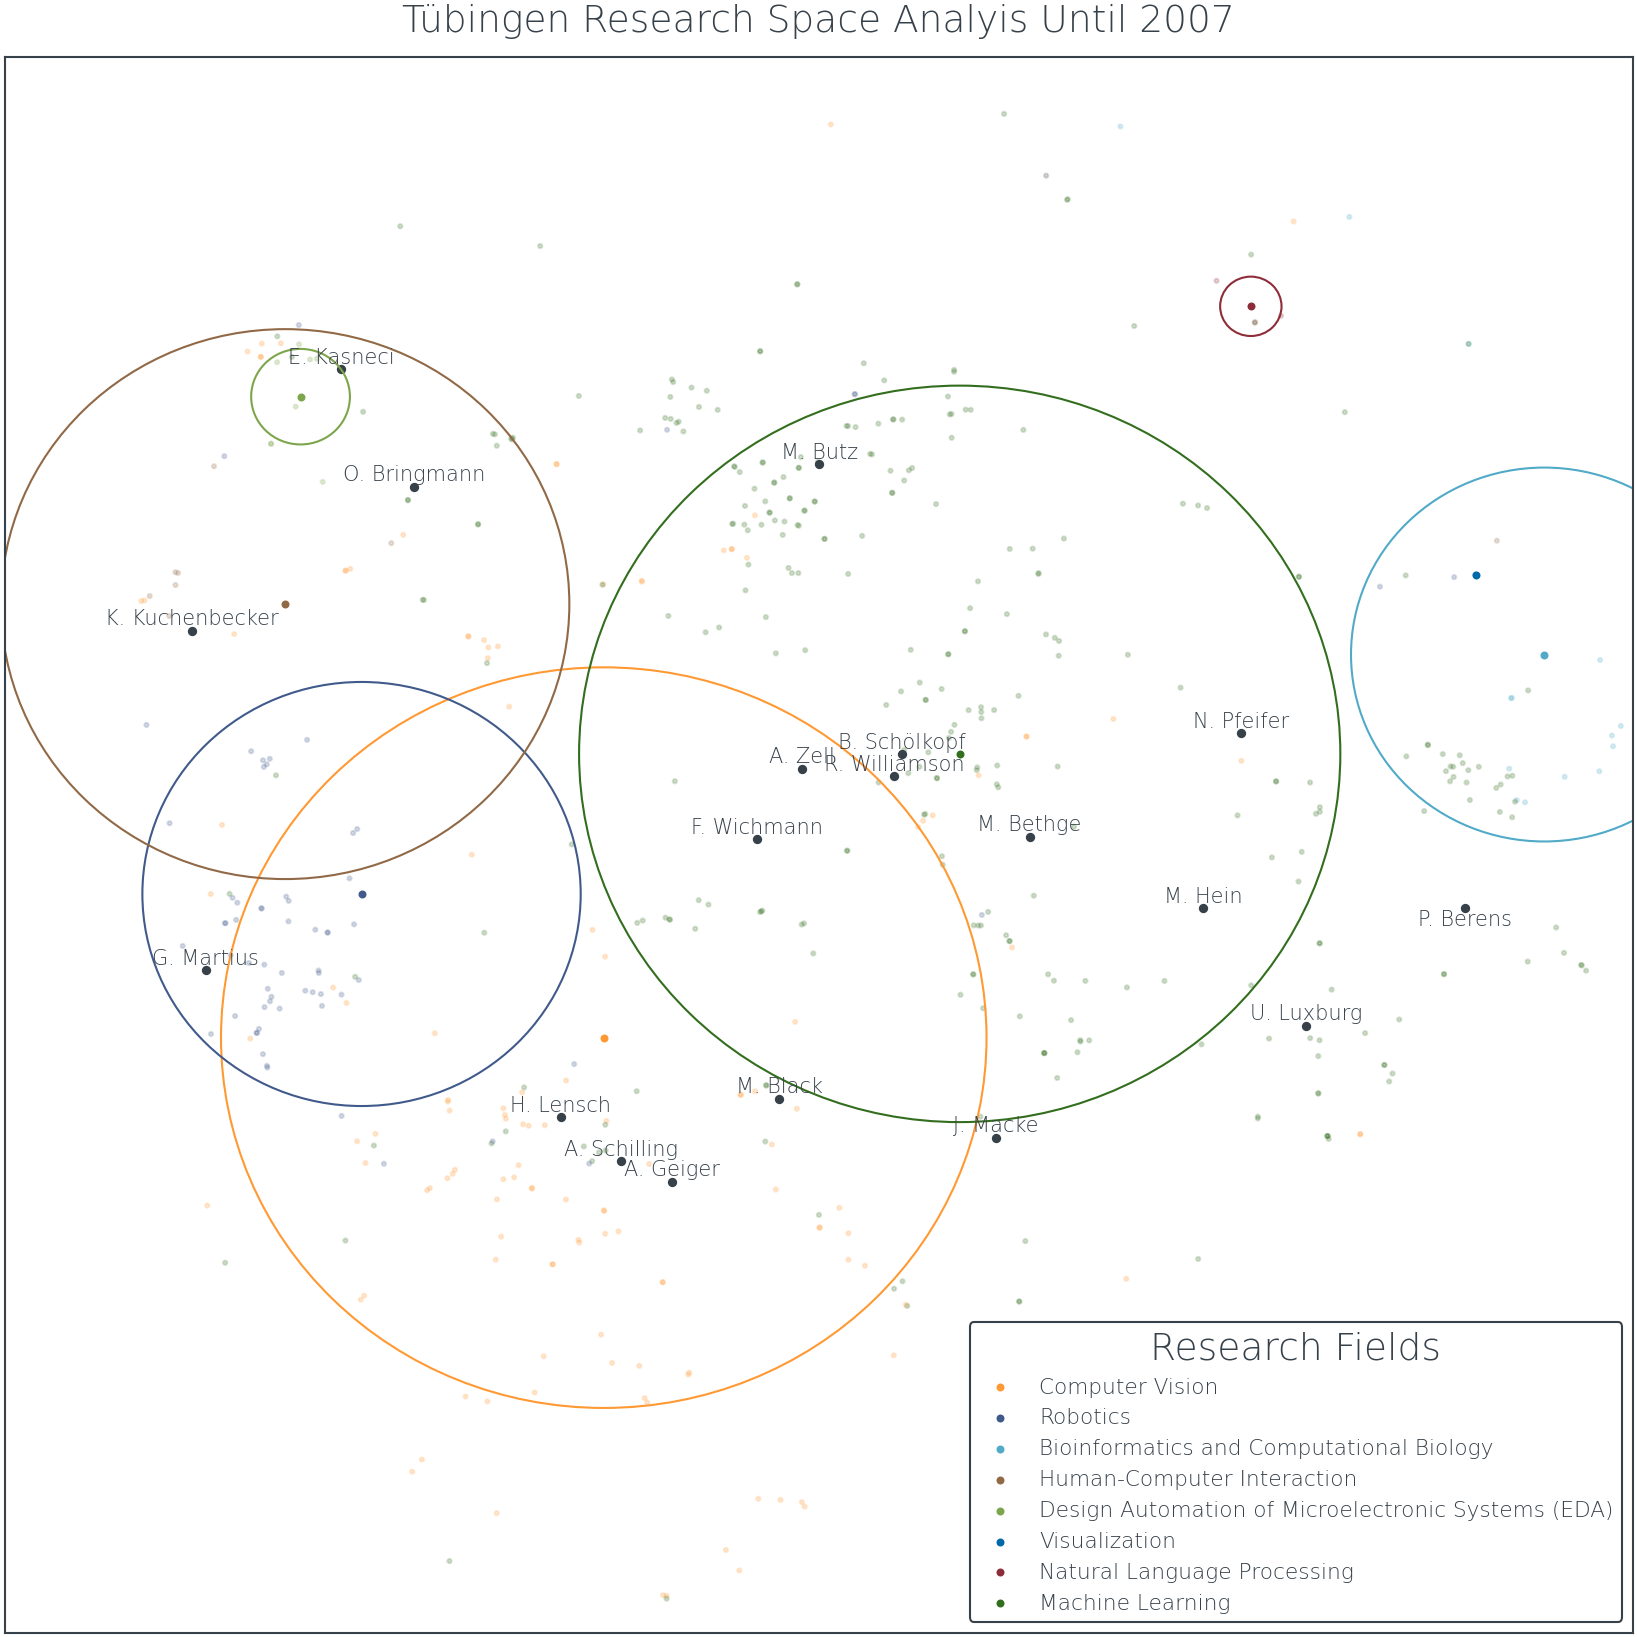 Tübingen Research Space Analyis Until 2007
E. Kasneci
M. Butz
O. Bringmann
K. Kuchenbecker
N. Pfeifer
B. Schölkopf
A. Zell
R. Williamson
F. Wichmann
M. Bethge
M. Hein
P. Berens
G. Martius
U. Luxburg
M. Black
H. Lensch
J. Macke
A. Schilling
A. Geiger
Research Fields
Computer Vision
Robotics
Bioinformatics and Computational Biology
Human-Computer Interaction
Design Automation of Microelectronic Systems (EDA)
Visualization
Natural Language Processing
Machine Learning